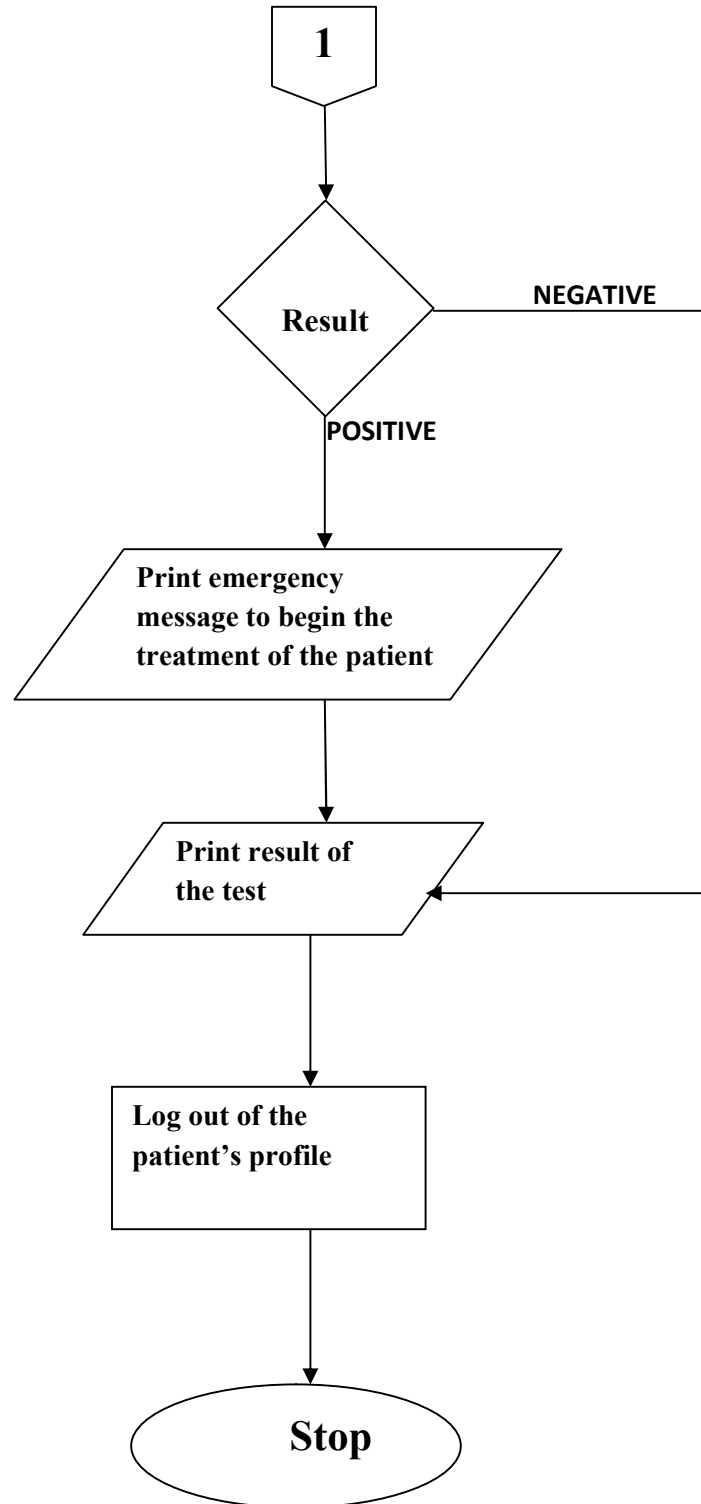 1
Result
NEGATIVE
POSITIVE
Print emergency
message to begin the
treatment of the patient
Print result of
the test
Log out of the
patient’s profile
Stop